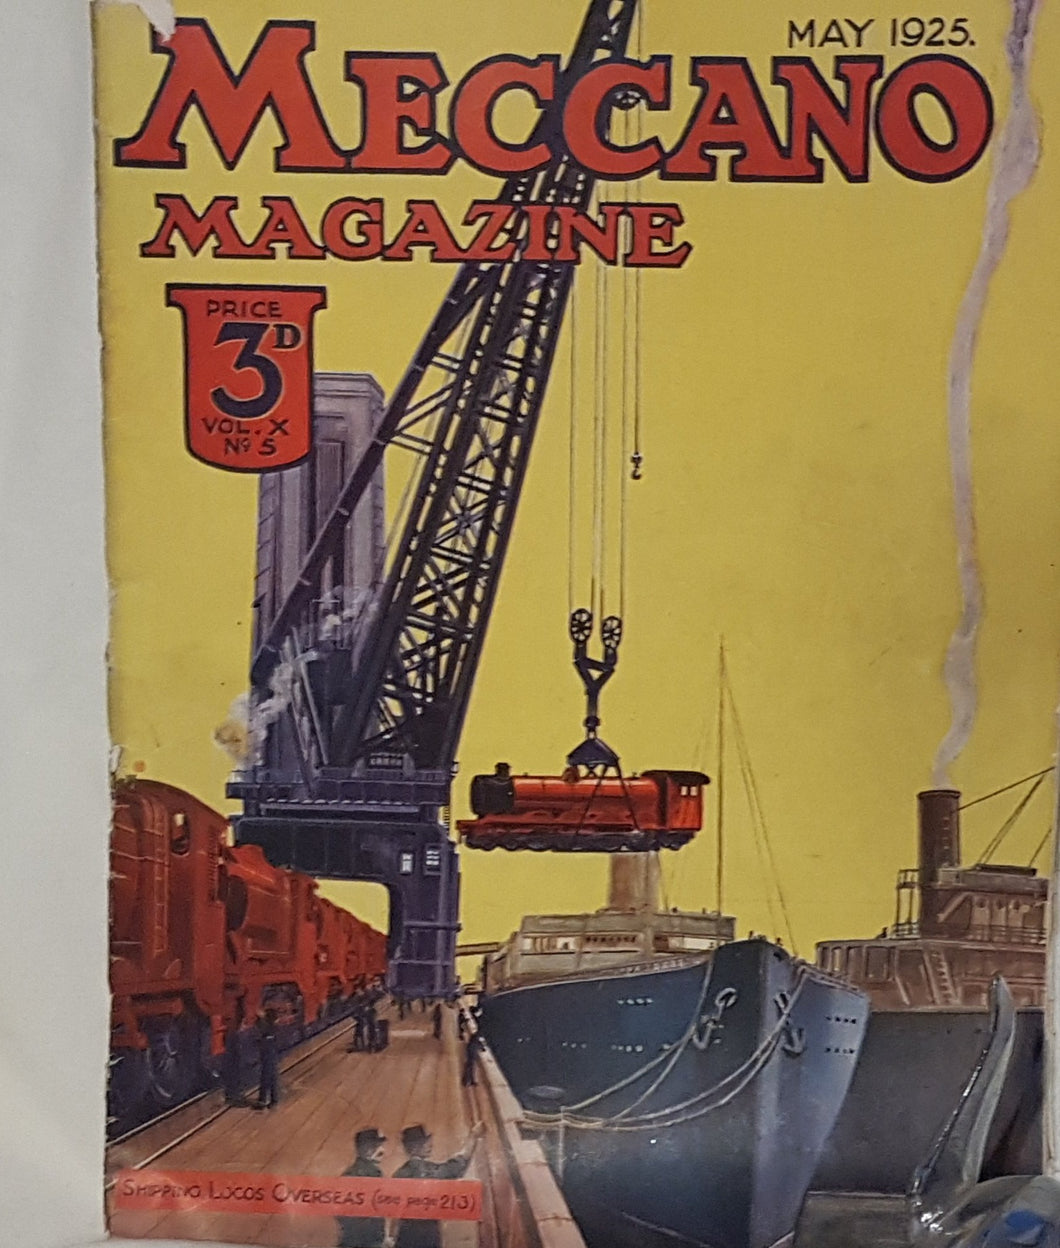 MAY 1925.
MECCANO
MAGAZINE
PRICE
3D
VOL. X
Nº 5
SHIPPING LOCOS OVERSEAS (see page 213)